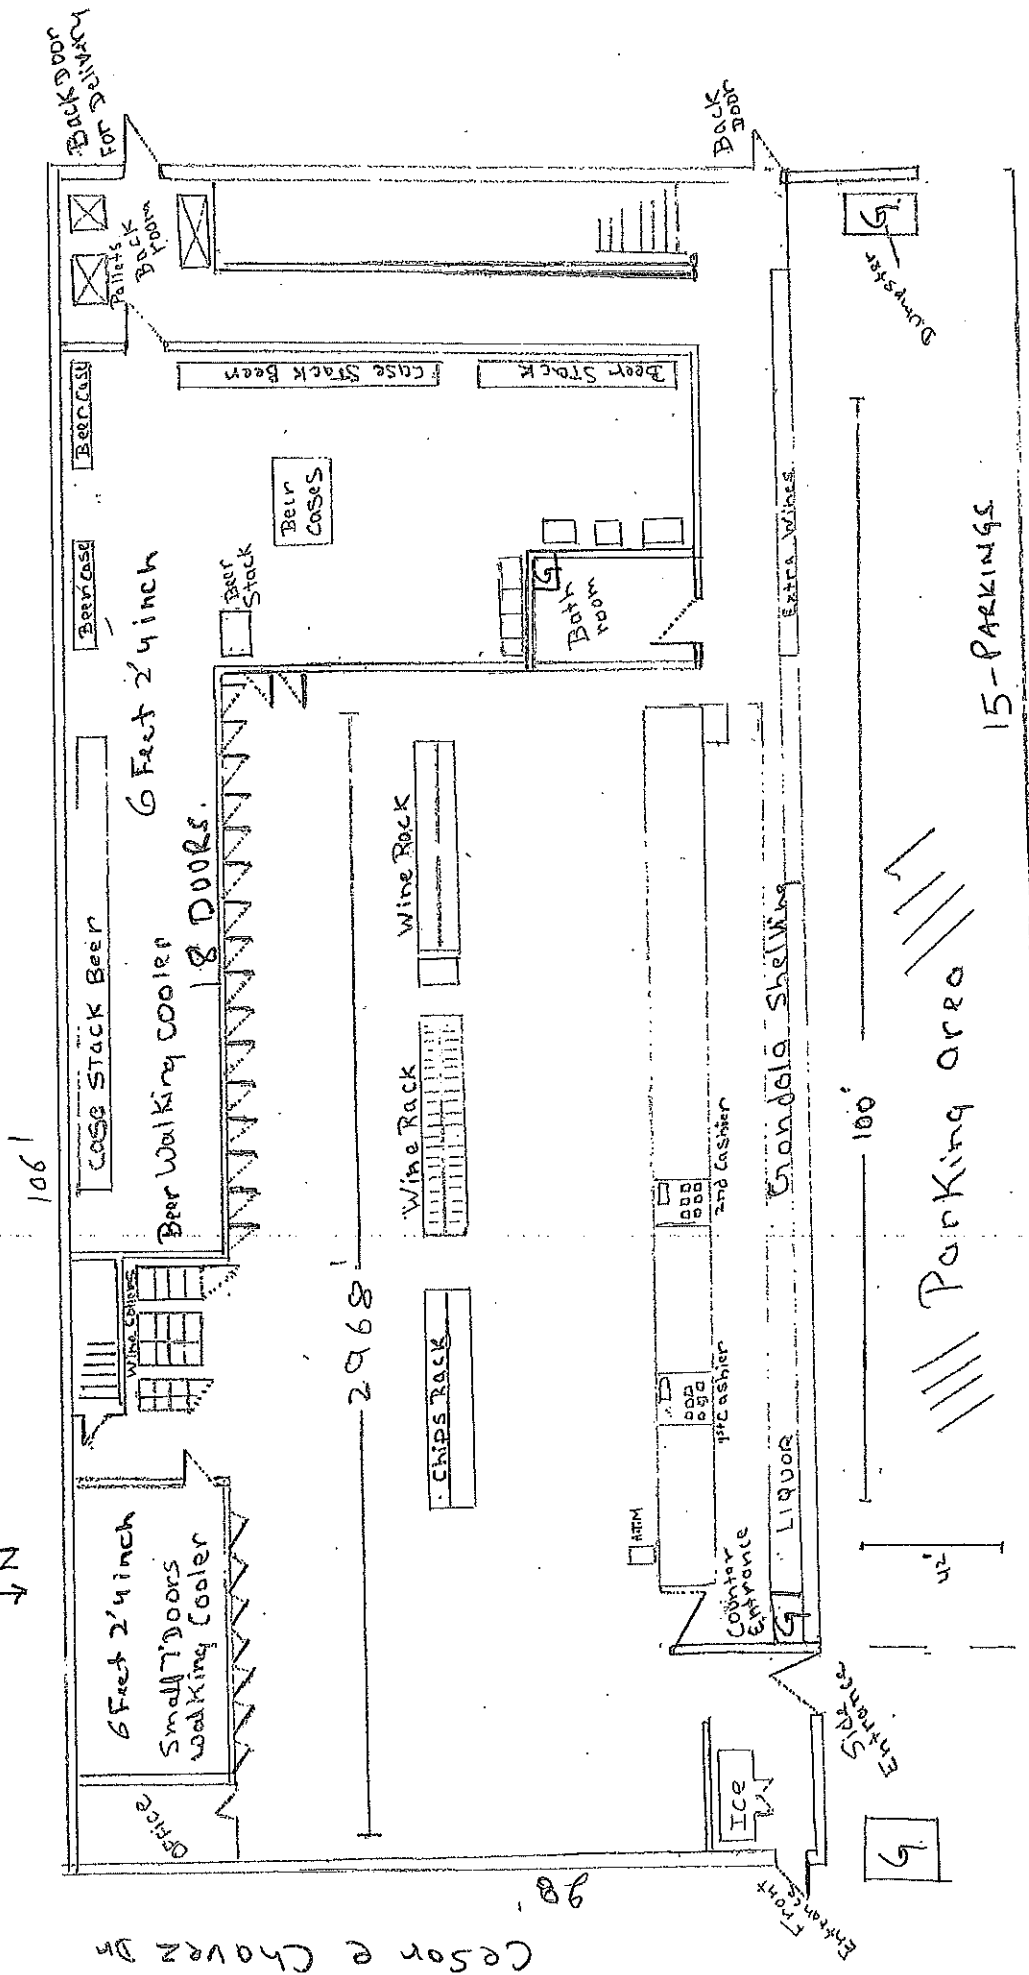 Back Door
For Delivery
Pallets
Back
room
Back
Door
G.
Dumpster
Beer Case
Case Stack Beer
Beer Stack
Beer
Cases
Beer case
6 Feet 2' 4 inch
Beer
Stack
G
Bath
room
Extra Wines
15-PARKINGS
Case Stack Beer
Beer Walking Cooler
18 DOORS.
106'
Wine Rack
Wine Rack
2968'
Chips Rack
Wine Coolers
2nd Cashier
1st Cashier
Gondola Shelving
LIQUOR
100'
Parking area
42'
ATM
Counter
Entrance
G
N
6 Feet 2' 4 inch
Small 7' Doors
walking Cooler
OFFICE
ICE
Side
Entrance
Front
Entrances
G
Cesar e Chavez Dr